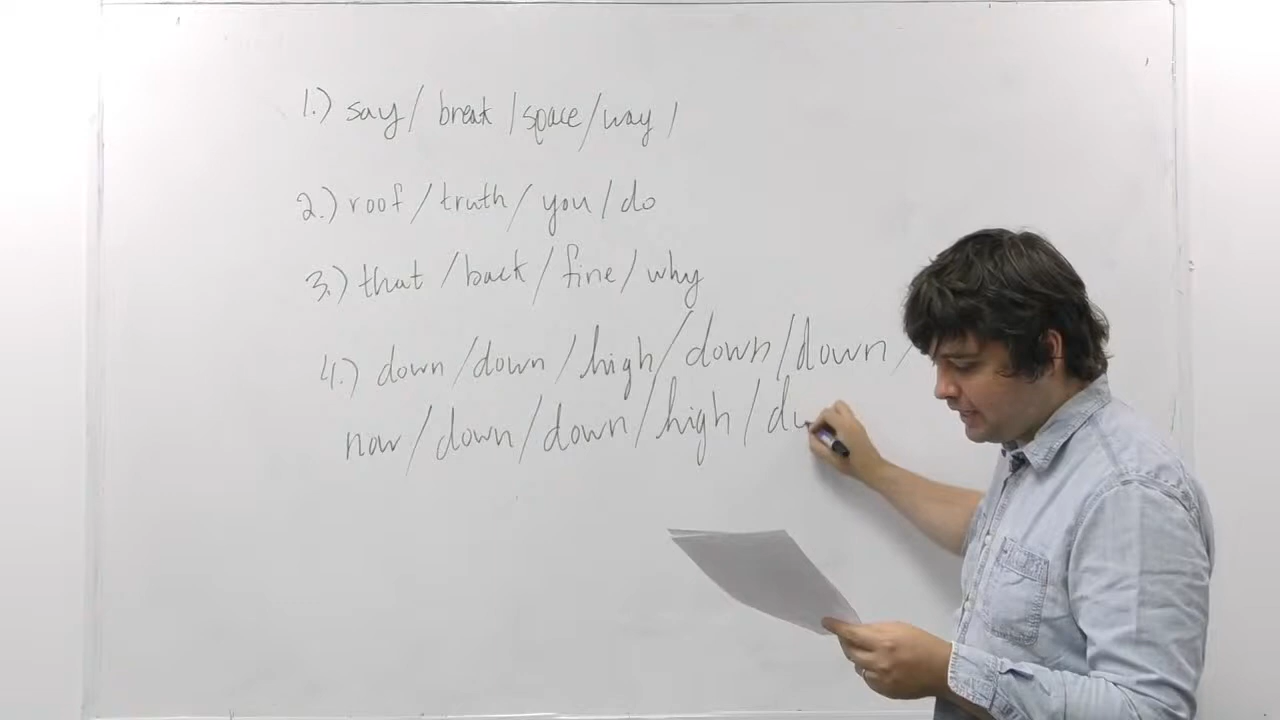 1.) say / break / space / way /
2.) roof / truth / you / do
3.) that / back / fine / why
4.) down / down / high / down / down /
now / down / down / high / du